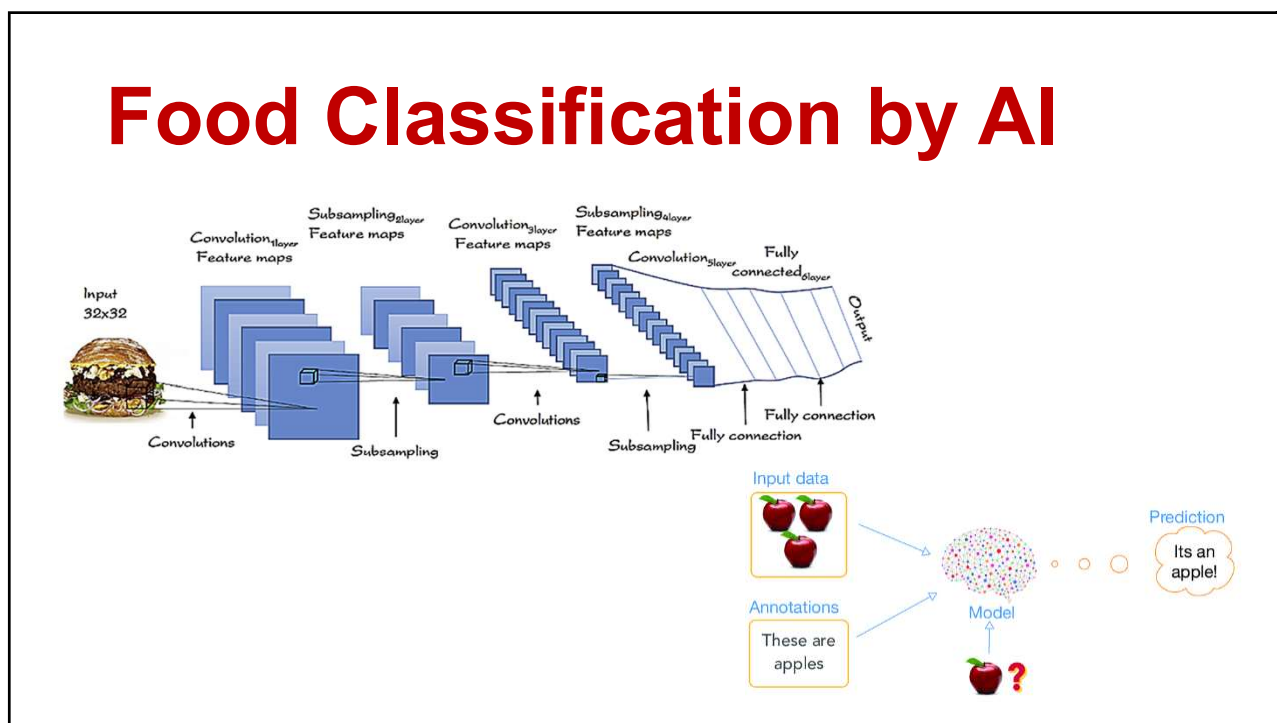 Food Classification by AI
Input
32x32
Convolution1layer
Feature maps
Subsampling2layer
Feature maps
Convolution3layer
Feature maps
Subsampling4layer
Feature maps
Convolution5layer
Fully
connected6layer
Output
Convolutions
Subsampling
Convolutions
Subsampling
Fully connection
Fully connection
Input data
Annotations
These are
apples
Model
?
Prediction
Its an
apple!